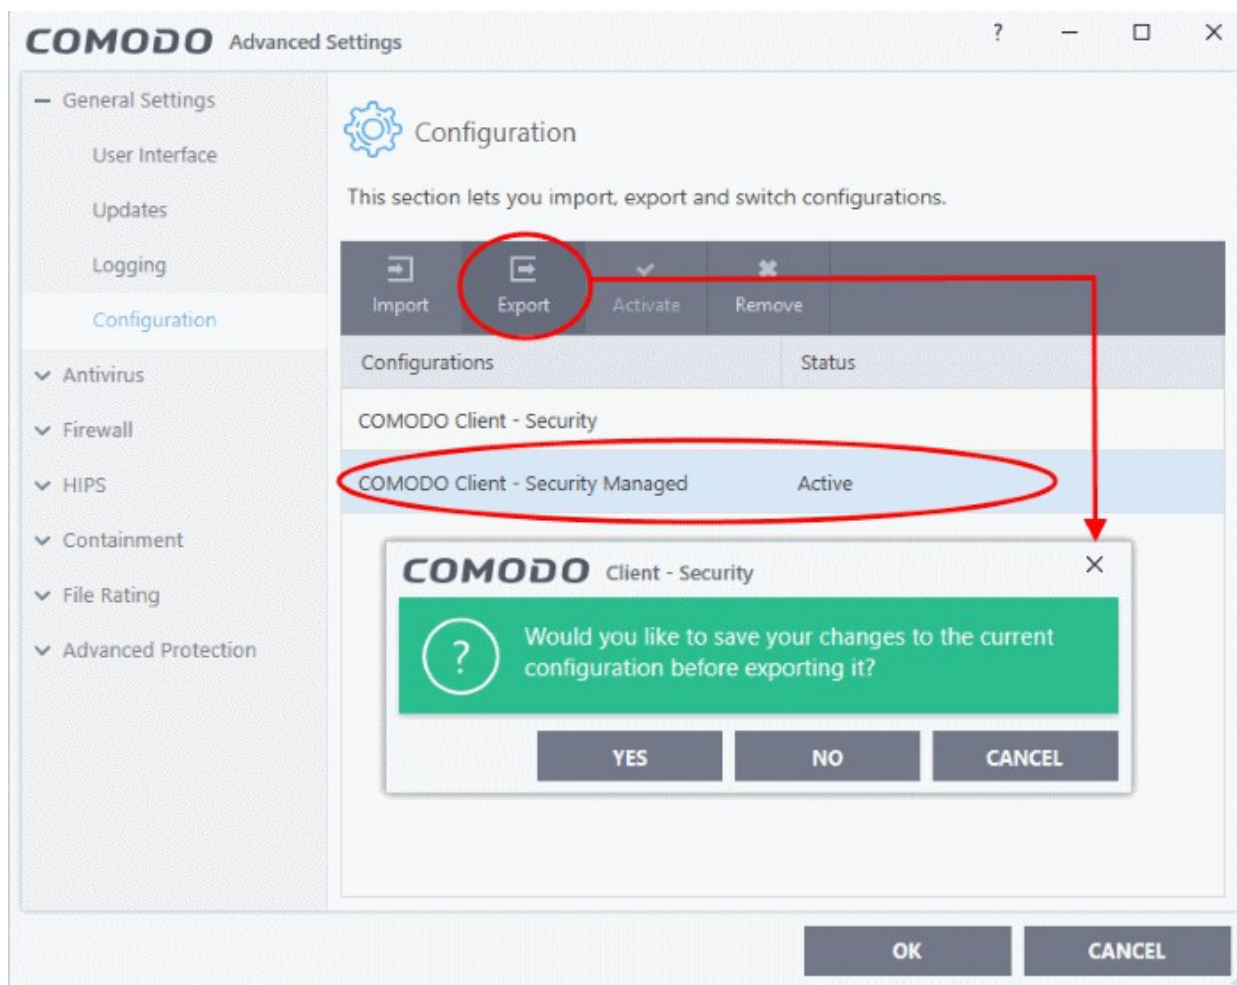 COMODO Advanced Settings ?
General Settings
User Interface
Updates
Logging
Configuration
Antivirus
Firewall
HIPS
Containment
File Rating
Advanced Protection
Configuration
This section lets you import, export and switch configurations.
Import Export Activate Remove
Configurations Status
COMODO Client - Security
COMODO Client - Security Managed Active
COMODO Client - Security
? Would you like to save your changes to the current
configuration before exporting it?
YES NO CANCEL
OK CANCEL